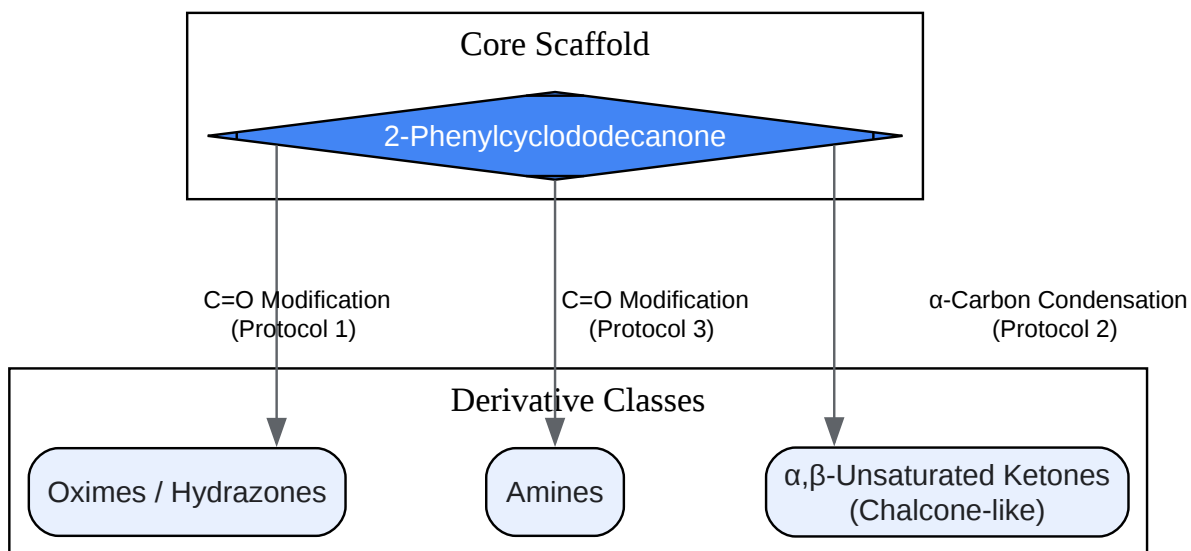 Core Scaffold
2-Phenylcyclododecanone
C=O Modification
(Protocol 1)
C=O Modification
(Protocol 3)
α-Carbon Condensation
(Protocol 2)
Derivative Classes
Oximes / Hydrazones
Amines
α,β-Unsaturated Ketones
(Chalcone-like)